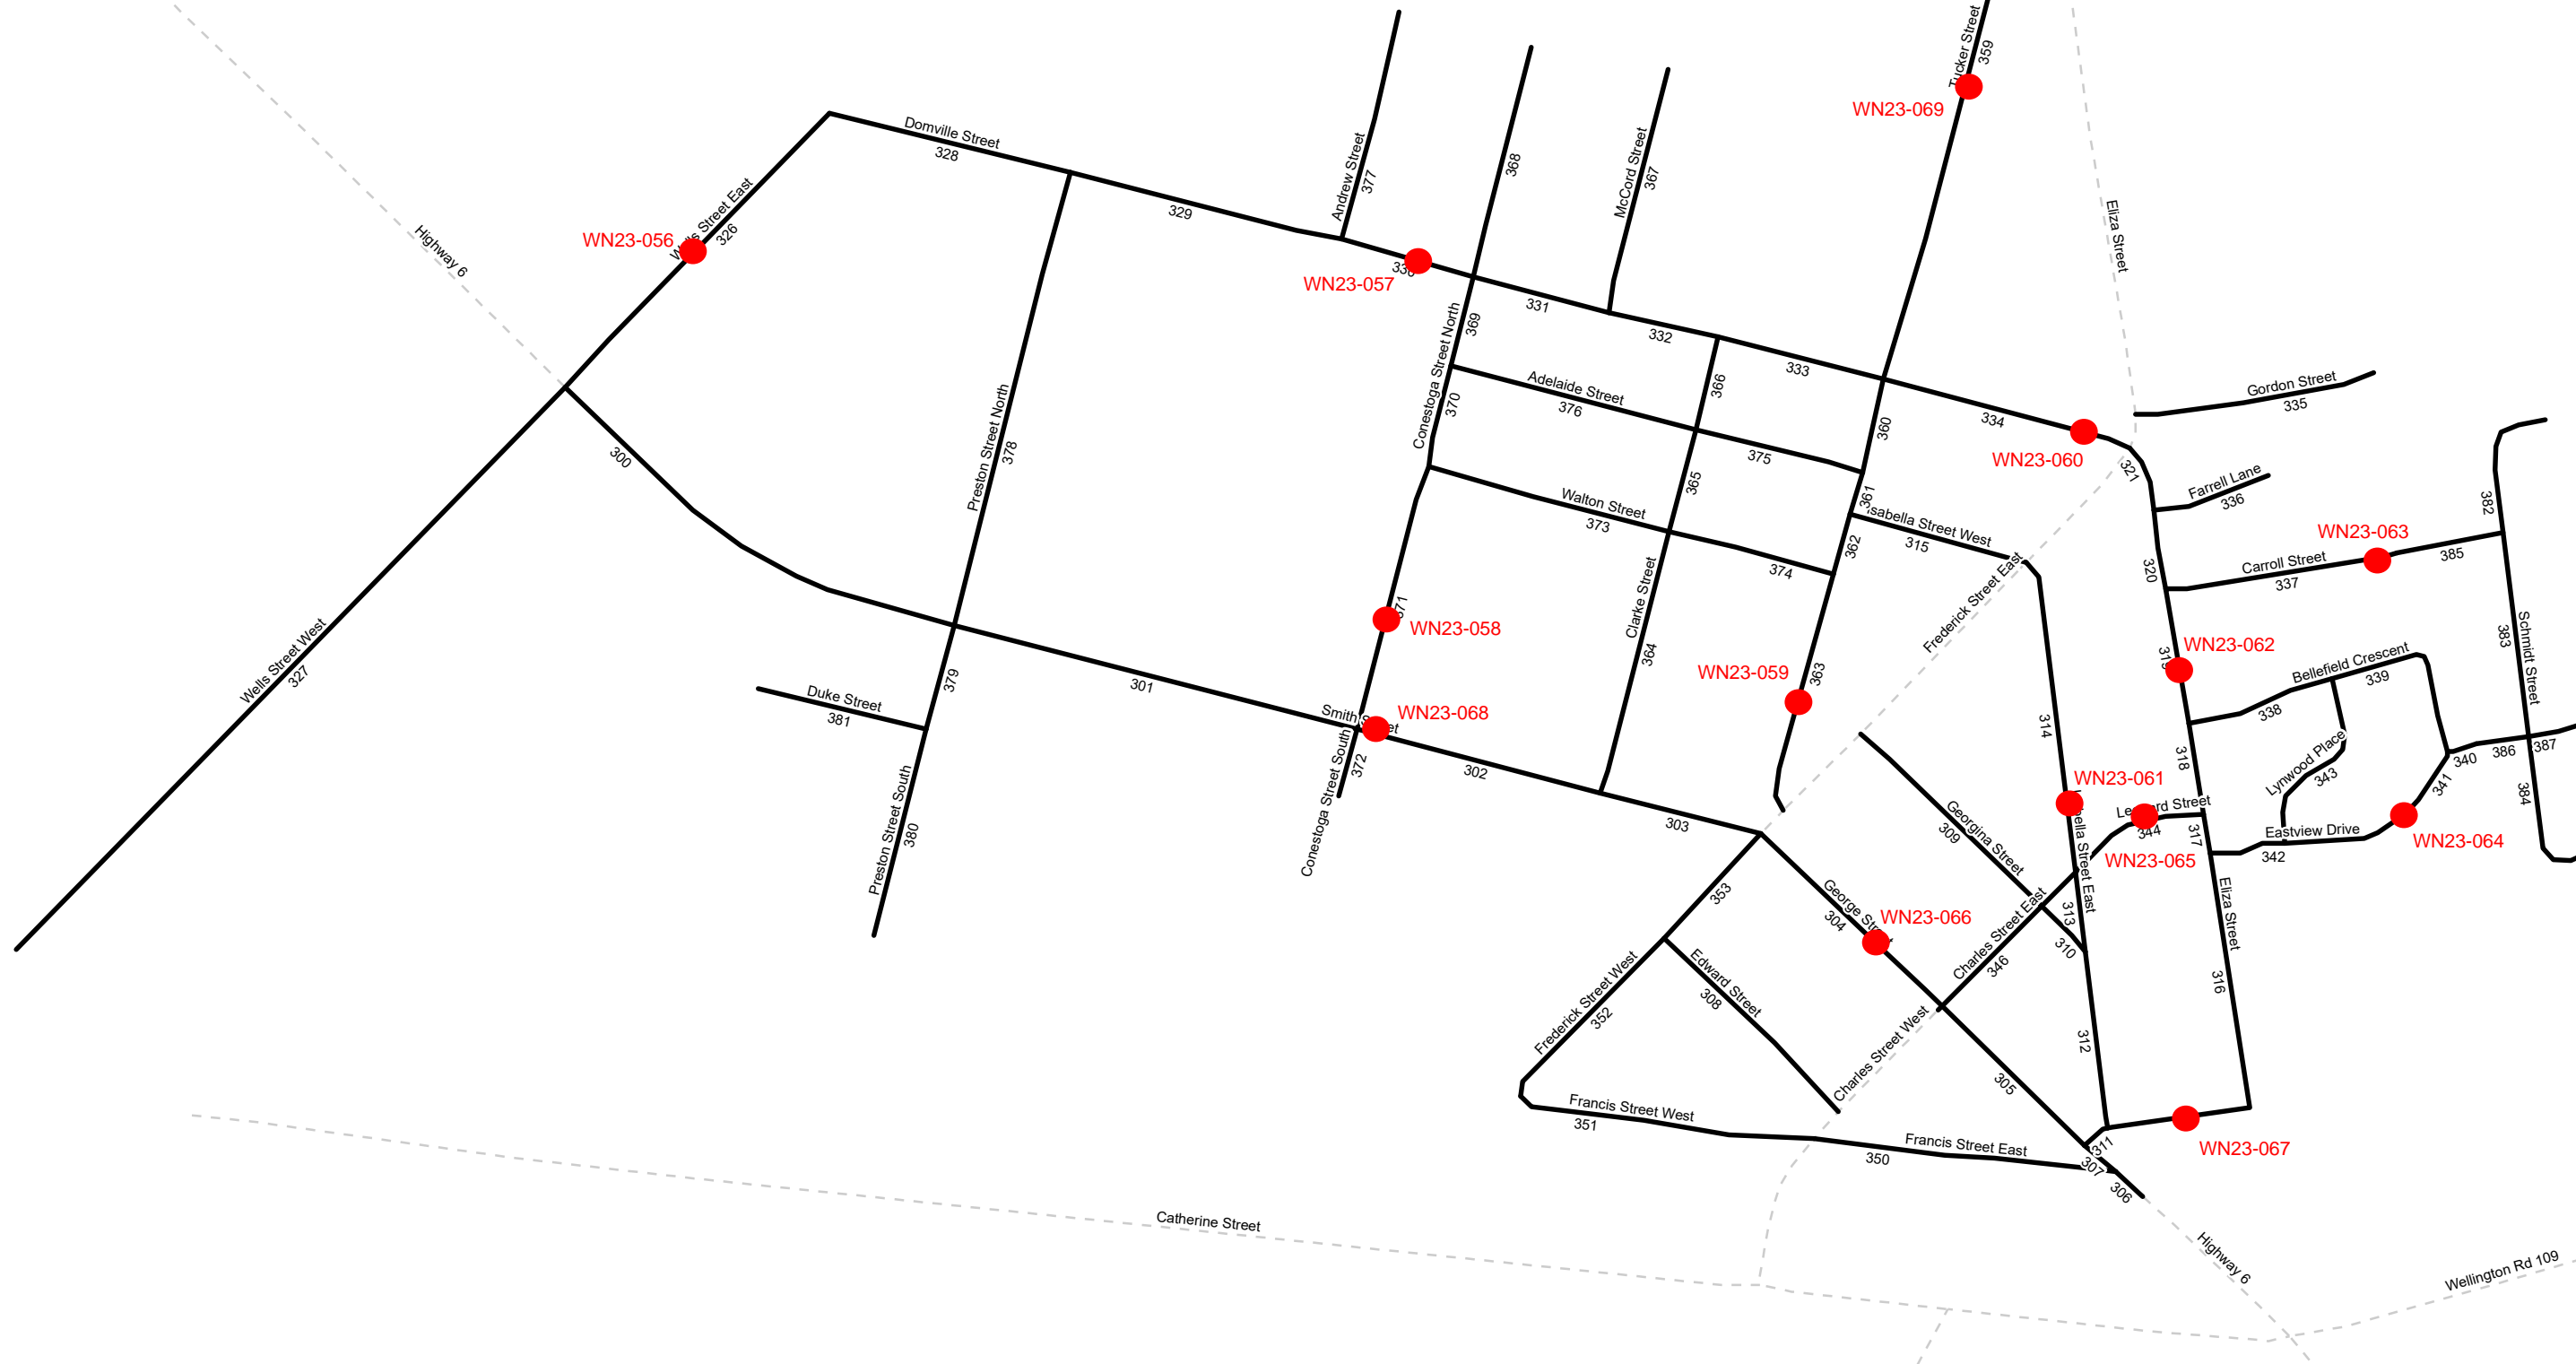 Tucker Street
359
WN23-069
Domville Street
328
Andrew Street
377
368
McCord Street
367
329
Wells Street East
326
WN23-056
Highway 6
Eliza Street
WN23-057
331
332
333
369
Conestoga Street North
370
Adelaide Street
376
366
375
360
334
WN23-060
321
Gordon Street
335
Farrell Lane
336
382
WN23-063
Carroll Street
337
385
300
Preston Street North
378
Walton Street
373
365
374
361
362
315
320
Frederick Street East
Clarke Street
364
WN23-058
WN23-059
363
WN23-062
383
Schmidt Street
Bellefield Crescent
339
338
Wells Street West
327
379
301
Duke Street
381
WN23-068
Conestoga Street South
372
302
303
314
318
Lynwood Place
343
340
386
387
341
384
WN23-061
344
WN23-065
317
Eastview Drive
342
WN23-064
Preston Street South
380
Georgina Street
309
353
304
WN23-066
Charles Street East
346
313
310
Eliza Street
316
Edward Street
308
Frederick Street West
352
Charles Street West
305
312
Francis Street West
351
Francis Street East
350
311
307
306
WN23-067
Catherine Street
Highway 6
Wellington Rd 109